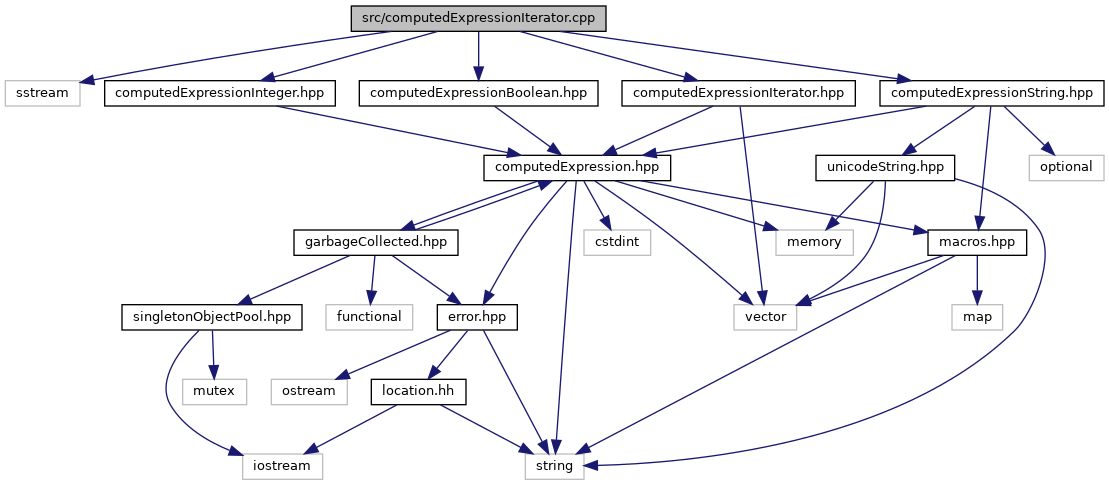 src/computedExpressionIterator.cpp
sstream
computedExpressionInteger.hpp
computedExpressionBoolean.hpp
computedExpressionIterator.hpp
computedExpressionString.hpp
computedExpression.hpp
unicodeString.hpp
optional
garbageCollected.hpp
cstdint
memory
macros.hpp
singletonObjectPool.hpp
functional
error.hpp
vector
map
mutex
ostream
location.hh
iostream
string